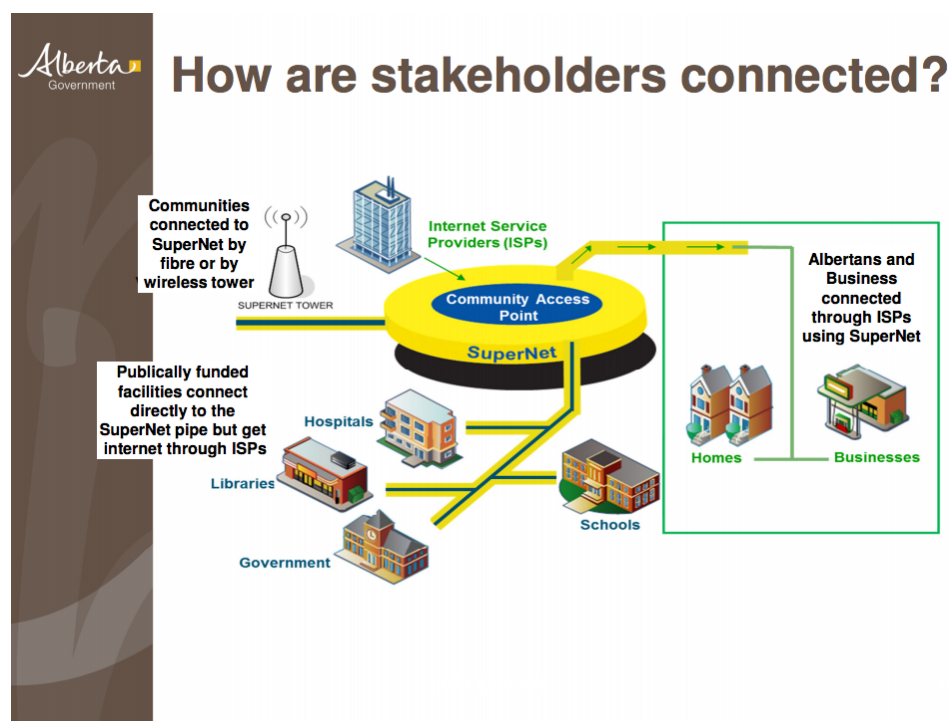 Alberta
Government
How are stakeholders connected?
Communities
connected to
SuperNet by
fibre or by
wireless tower
SUPERNET TOWER
Internet Service
Providers (ISPs)
Community Access
Point
SuperNet
Albertans and
Business
connected
through ISPs
using SuperNet
Homes
Businesses
Publically funded
facilities connect
directly to the
SuperNet pipe but get
internet through ISPs
Hospitals
Libraries
Schools
Government